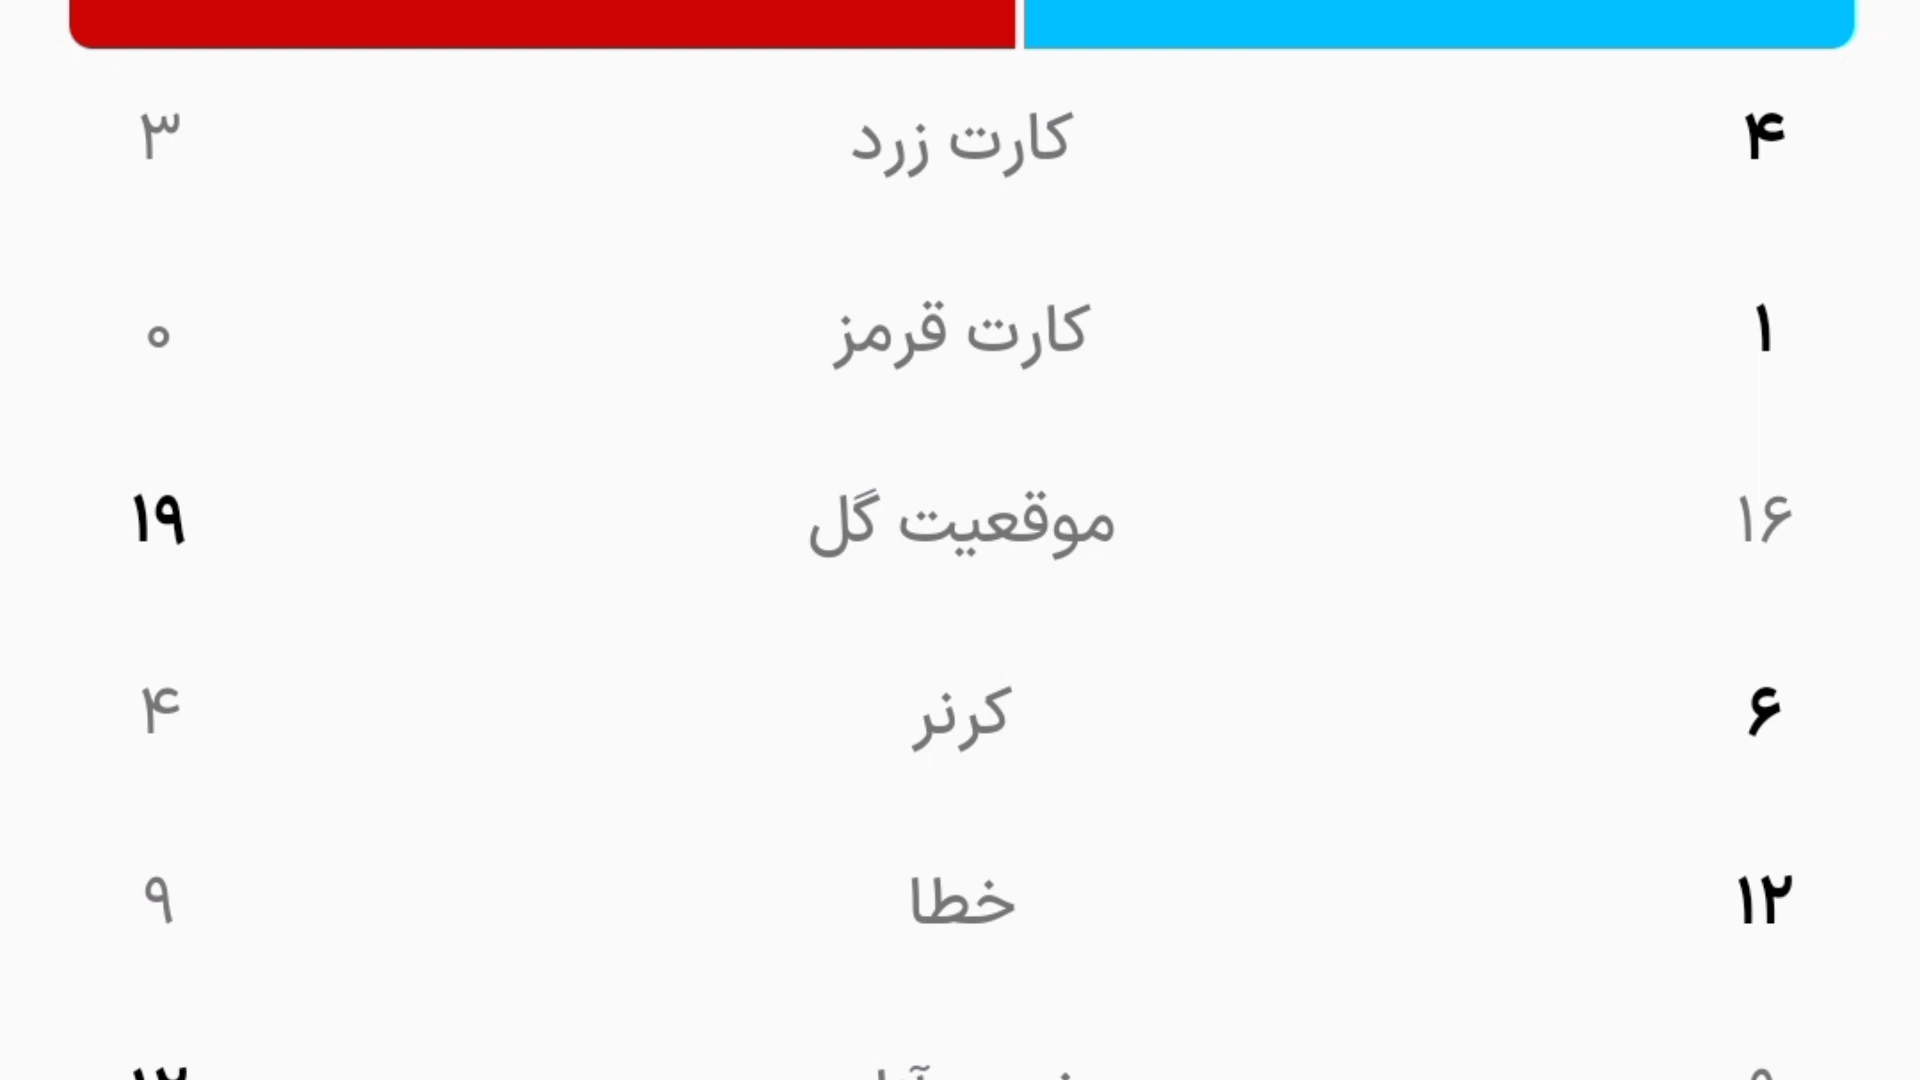 ۴ کارت زرد ۳
۱ کارت قرمز ۰
۱۶ موقعیت گل ۱۹
۶ کرنر ۴
۱۲ خطا ۹